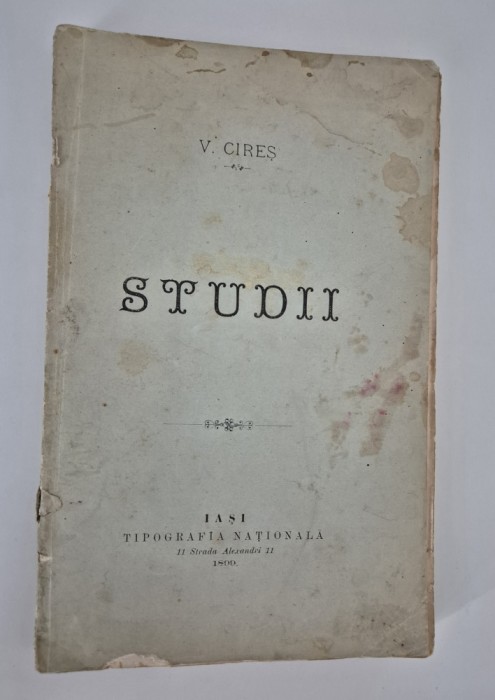 V. CIREȘ
STUDII
IAȘI
TIPOGRAFIA NAȚIONALĂ
11 Strada Alexandri 11
1899.